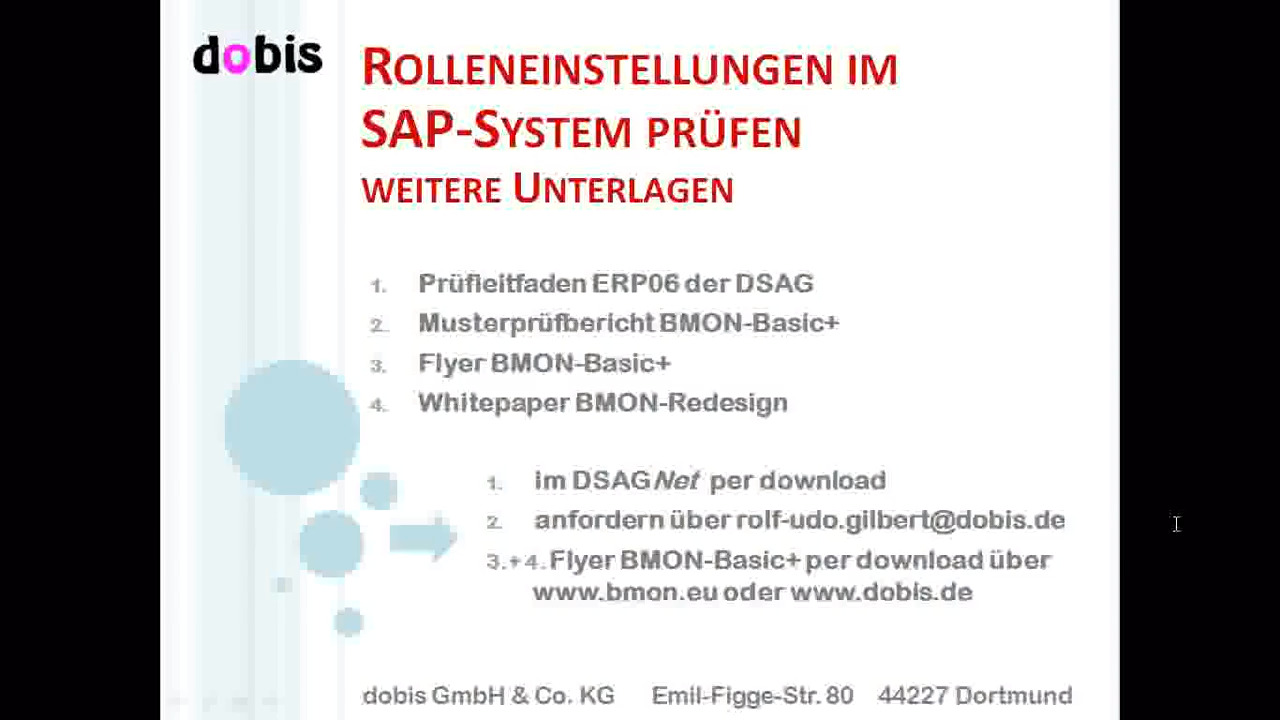 dobis
ROLLENEINSTELLUNGEN IM
SAP-SYSTEM PRÜFEN
WEITERE UNTERLAGEN
1. Prüfleitfaden ERP06 der DSAG
2. Musterprüfbericht BMON-Basic+
3. Flyer BMON-Basic+
4. Whitepaper BMON-Redesign
1. im DSAGNet per download
2. anfordern über rolf-udo.gilbert@dobis.de
3.+4. Flyer BMON-Basic+ per download über
www.bmon.eu oder www.dobis.de
dobis GmbH & Co. KG Emil-Figge-Str. 80 44227 Dortmund